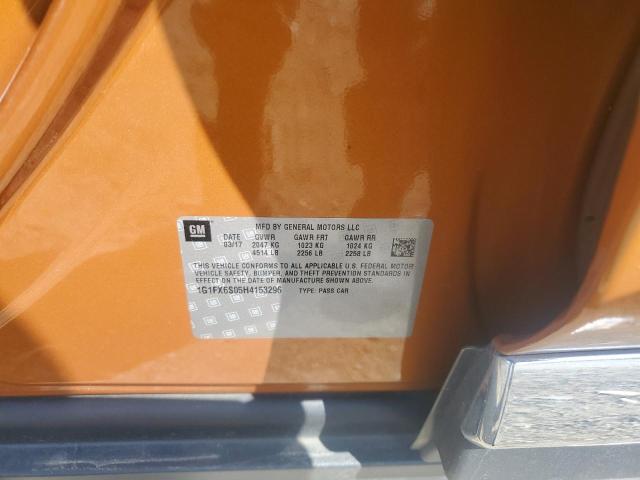 GM
MFD BY GENERAL MOTORS LLC
DATE GVWR GAWR FRT GAWR RR
03/17 2047 KG 1023 KG 1024 KG
4514 LB 2256 LB 2258 LB
THIS VEHICLE CONFORMS TO ALL APPLICABLE U.S. FEDERAL MOTOR
VEHICLE SAFETY, BUMPER, AND THEFT PREVENTION STANDARDS IN
EFFECT ON THE DATE OF MANUFACTURE SHOWN ABOVE.
1G1FX6S05H4153296 TYPE: PASS CAR